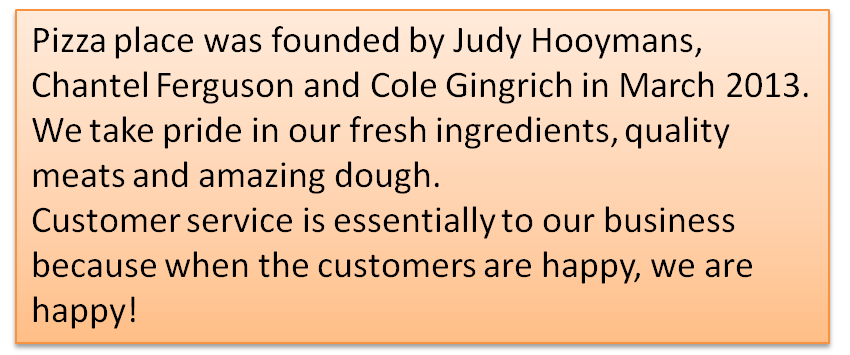 Pizza place was founded by Judy Hooymans,
Chantel Ferguson and Cole Gingrich in March 2013.
We take pride in our fresh ingredients, quality
meats and amazing dough.
Customer service is essentially to our business
because when the customers are happy, we are
happy!